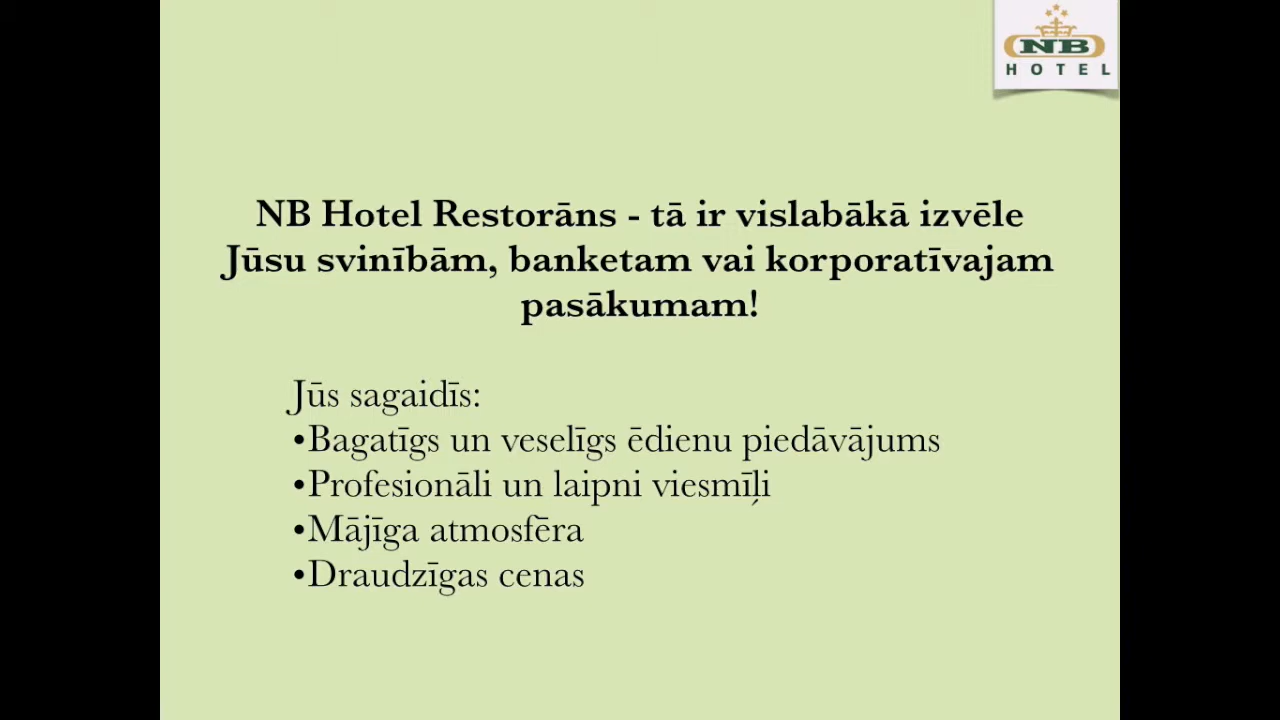 NB
HOTEL
NB Hotel Restorāns - tā ir vislabākā izvēle
Jūsu svinībām, banketam vai korporatīvajam
pasākumam!
Jūs sagaidīs:
•Bagatīgs un veselīgs ēdienu piedāvājums
•Profesionāli un laipni viesmīļi
•Mājīga atmosfēra
•Draudzīgas cenas